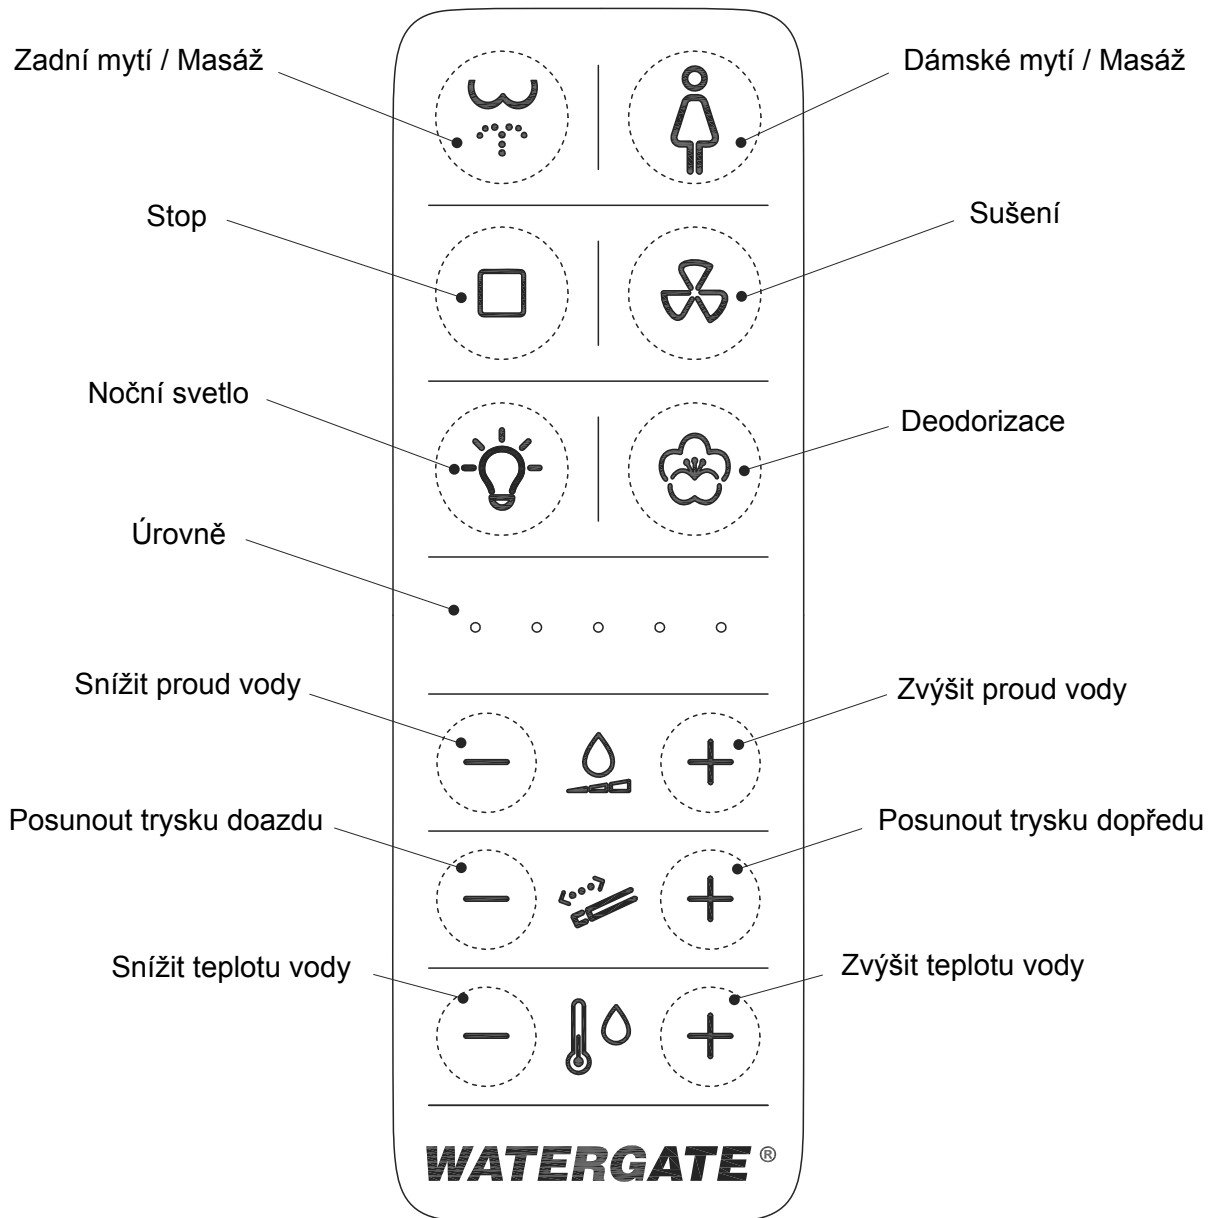 Zadní mytí / Masáž
Dámské mytí / Masáž
Stop
Sušení
Noční svetlo
Deodorizace
Úrovně
Snížit proud vody
Zvýšit proud vody
Posunout trysku doazdu
Posunout trysku dopředu
Snížit teplotu vody
Zvýšit teplotu vody
WATERGATE ®